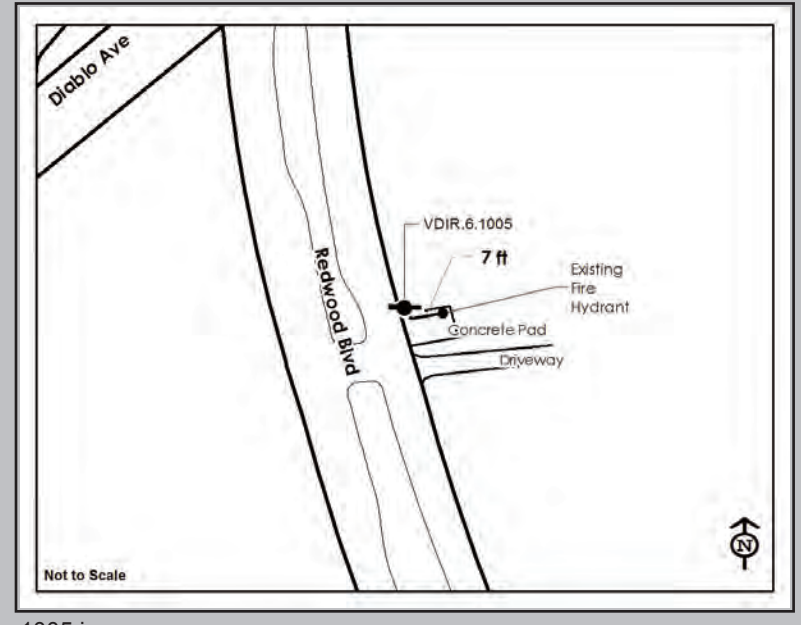 Diablo Ave
VDIR.6.1005
7 ft
Existing
Fire
Hydrant
Redwood Blvd
Concrete Pad
Driveway
N
Not to Scale